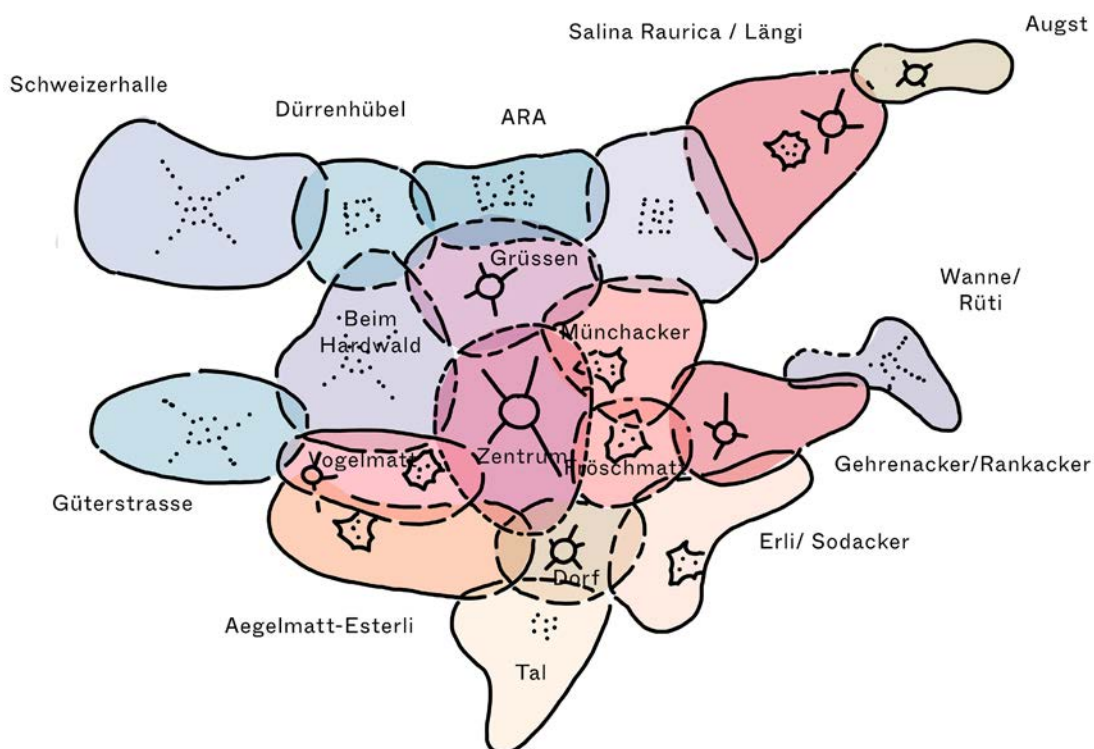 Augst
Salina Raurica / Längi
Schweizerhalle
Dürrenhübel
ARA
Grüssen
Wanne/
Rüti
Beim
Hardwald
Münchacker
Vogelmatt
Zentrum
Fröschmatt
Gehrenacker/Rankacker
Güterstrasse
Erli/ Sodacker
Dorf
Aegelmatt-Esterli
Tal